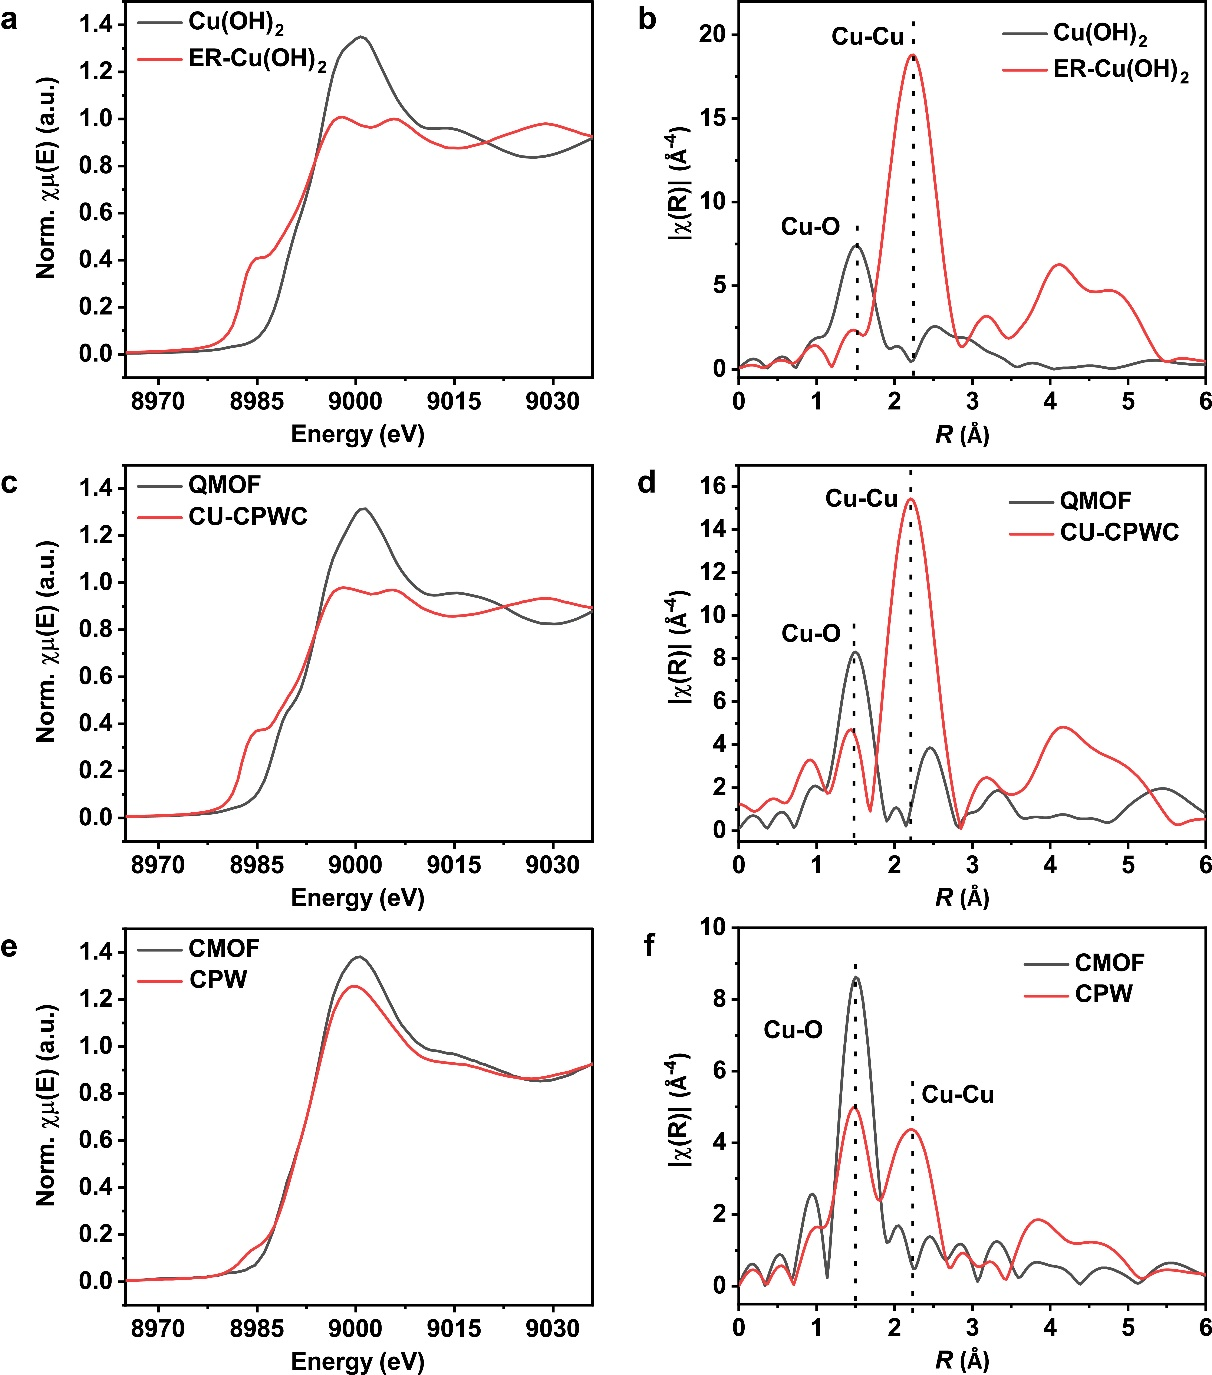 a
Cu(OH)2
ER-Cu(OH)2
Norm. χμ(E) (a.u.)
1.4
1.2
1.0
0.8
0.6
0.4
0.2
0.0
8970 8985 9000 9015 9030
Energy (eV)
b
Cu-Cu
Cu-O
Cu(OH)2
ER-Cu(OH)2
|χ(R)| (Å-4)
20
15
10
5
0
0 1 2 3 4 5 6
R (Å)
c
QMOF
CU-CPWC
Norm. χμ(E) (a.u.)
1.4
1.2
1.0
0.8
0.6
0.4
0.2
0.0
8970 8985 9000 9015 9030
Energy (eV)
d
Cu-Cu
Cu-O
QMOF
CU-CPWC
|χ(R)| (Å-4)
16
14
12
10
8
6
4
2
0
0 1 2 3 4 5 6
R (Å)
e
CMOF
CPW
Norm. χμ(E) (a.u.)
1.4
1.2
1.0
0.8
0.6
0.4
0.2
0.0
8970 8985 9000 9015 9030
Energy (eV)
f
Cu-O
Cu-Cu
CMOF
CPW
|χ(R)| (Å-4)
10
8
6
4
2
0
0 1 2 3 4 5 6
R (Å)